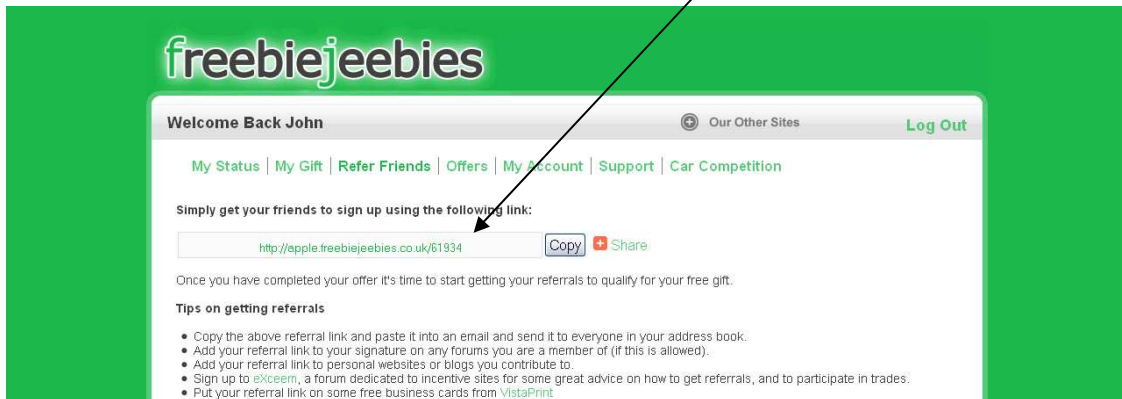 freebiejeebies
Welcome Back John Our Other Sites Log Out
My Status | My Gift | Refer Friends | Offers | My Account | Support | Car Competition
Simply get your friends to sign up using the following link:
http://apple.freebiejeebies.co.uk/61934 Copy Share
Once you have completed your offer it's time to start getting your referrals to qualify for your free gift.
Tips on getting referrals
• Copy the above referral link and paste it into an email and send it to everyone in your address book.
• Add your referral link to your signature on any forums you are a member of (if this is allowed).
• Add your referral link to personal websites or blogs you contribute to.
• Sign up to eXceem, a forum dedicated to incentive sites for some great advice on how to get referrals, and to participate in trades.
• Put your referral link on some free business cards from VistaPrint